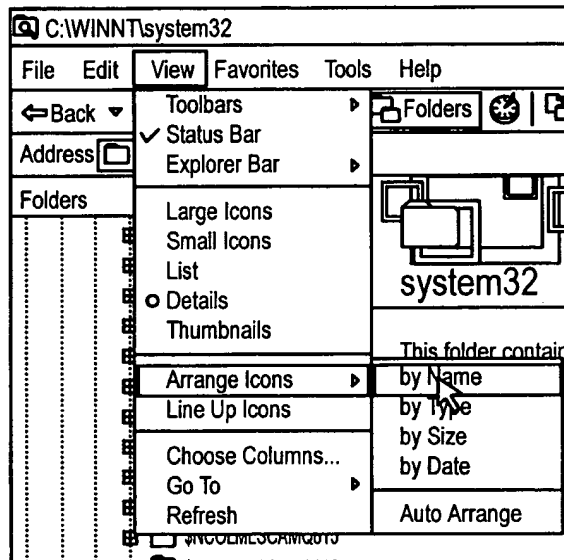 C:\WINNT\system32
File Edit View Favorites Tools Help
Back Folders
Address
Folders
Toolbars
Status Bar
Explorer Bar
Large Icons
Small Icons
List
Details
Thumbnails
Arrange Icons
Line Up Icons
Choose Columns...
Go To
Refresh
system32
This folder contain
by Name
by Type
by Size
by Date
Auto Arrange